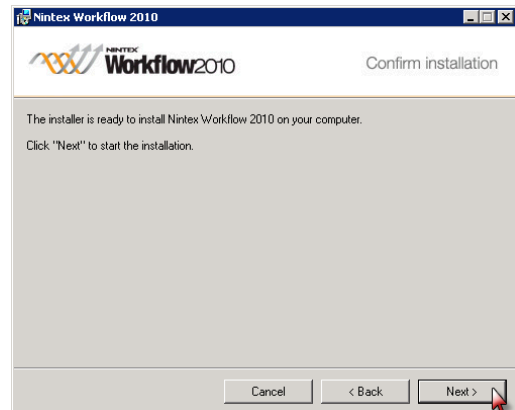 Nintex Workflow 2010
NINTEX
Workflow2010
Confirm installation
The installer is ready to install Nintex Workflow 2010 on your computer.
Click "Next" to start the installation.
Cancel
< Back
Next >